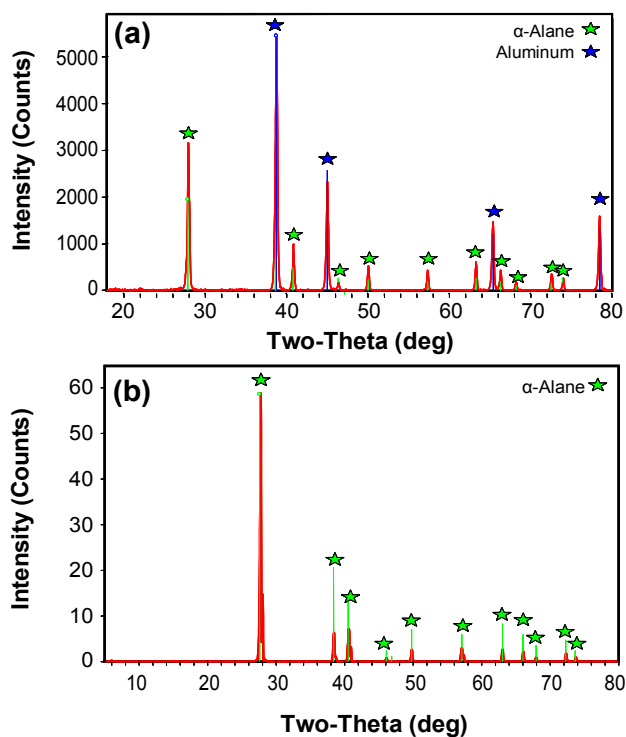 (a)
α-Alane
Aluminum
Intensity (Counts)
5000
4000
3000
2000
1000
0
20 30 40 50 60 70 80
Two-Theta (deg)
(b)
α-Alane
Intensity (Counts)
60
50
40
30
20
10
0
10 20 30 40 50 60 70 80
Two-Theta (deg)